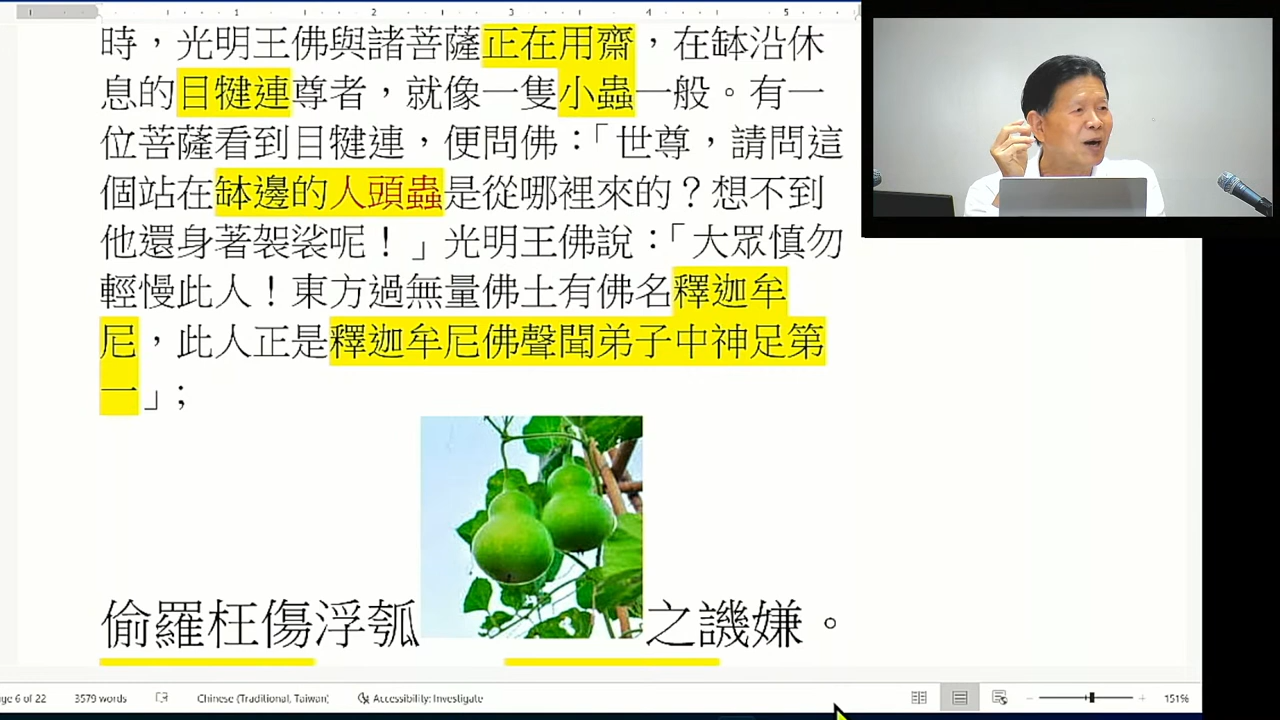 時，光明王佛與諸菩薩正在用齋，在缽沿休
息的目犍連尊者，就像一隻小蟲一般。有一
位菩薩看到目犍連，便問佛：「世尊，請問這
個站在缽邊的人頭蟲是從哪裡來的？想不到
他還身著袈裟呢！」光明王佛說：「大眾慎勿
輕慢此人！東方過無量佛土有佛名釋迦牟
尼，此人正是釋迦牟尼佛聲聞弟子中神足第
一」；
偷羅枉傷浮瓠之譏嫌。
age 6 of 22 3579 words Chinese (Traditional, Taiwan) Accessibility: Investigate 151%